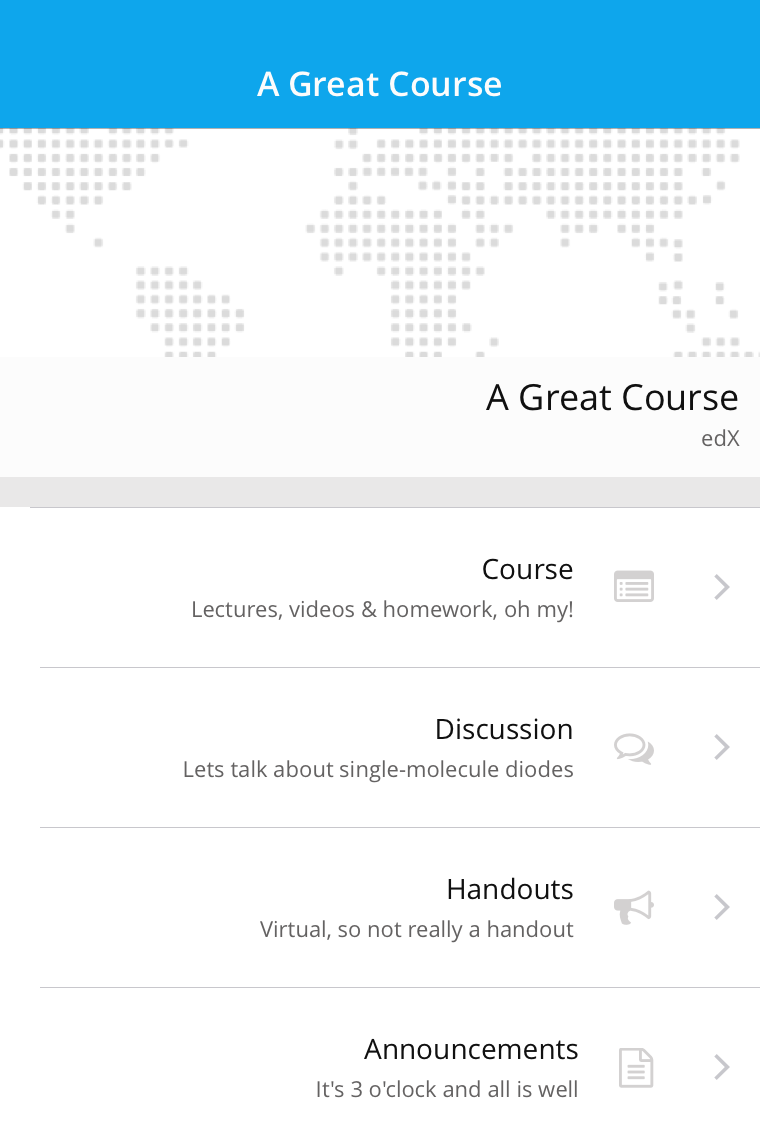 A Great Course
A Great Course
edX
Course
Lectures, videos & homework, oh my!
Discussion
Lets talk about single-molecule diodes
Handouts
Virtual, so not really a handout
Announcements
It's 3 o'clock and all is well